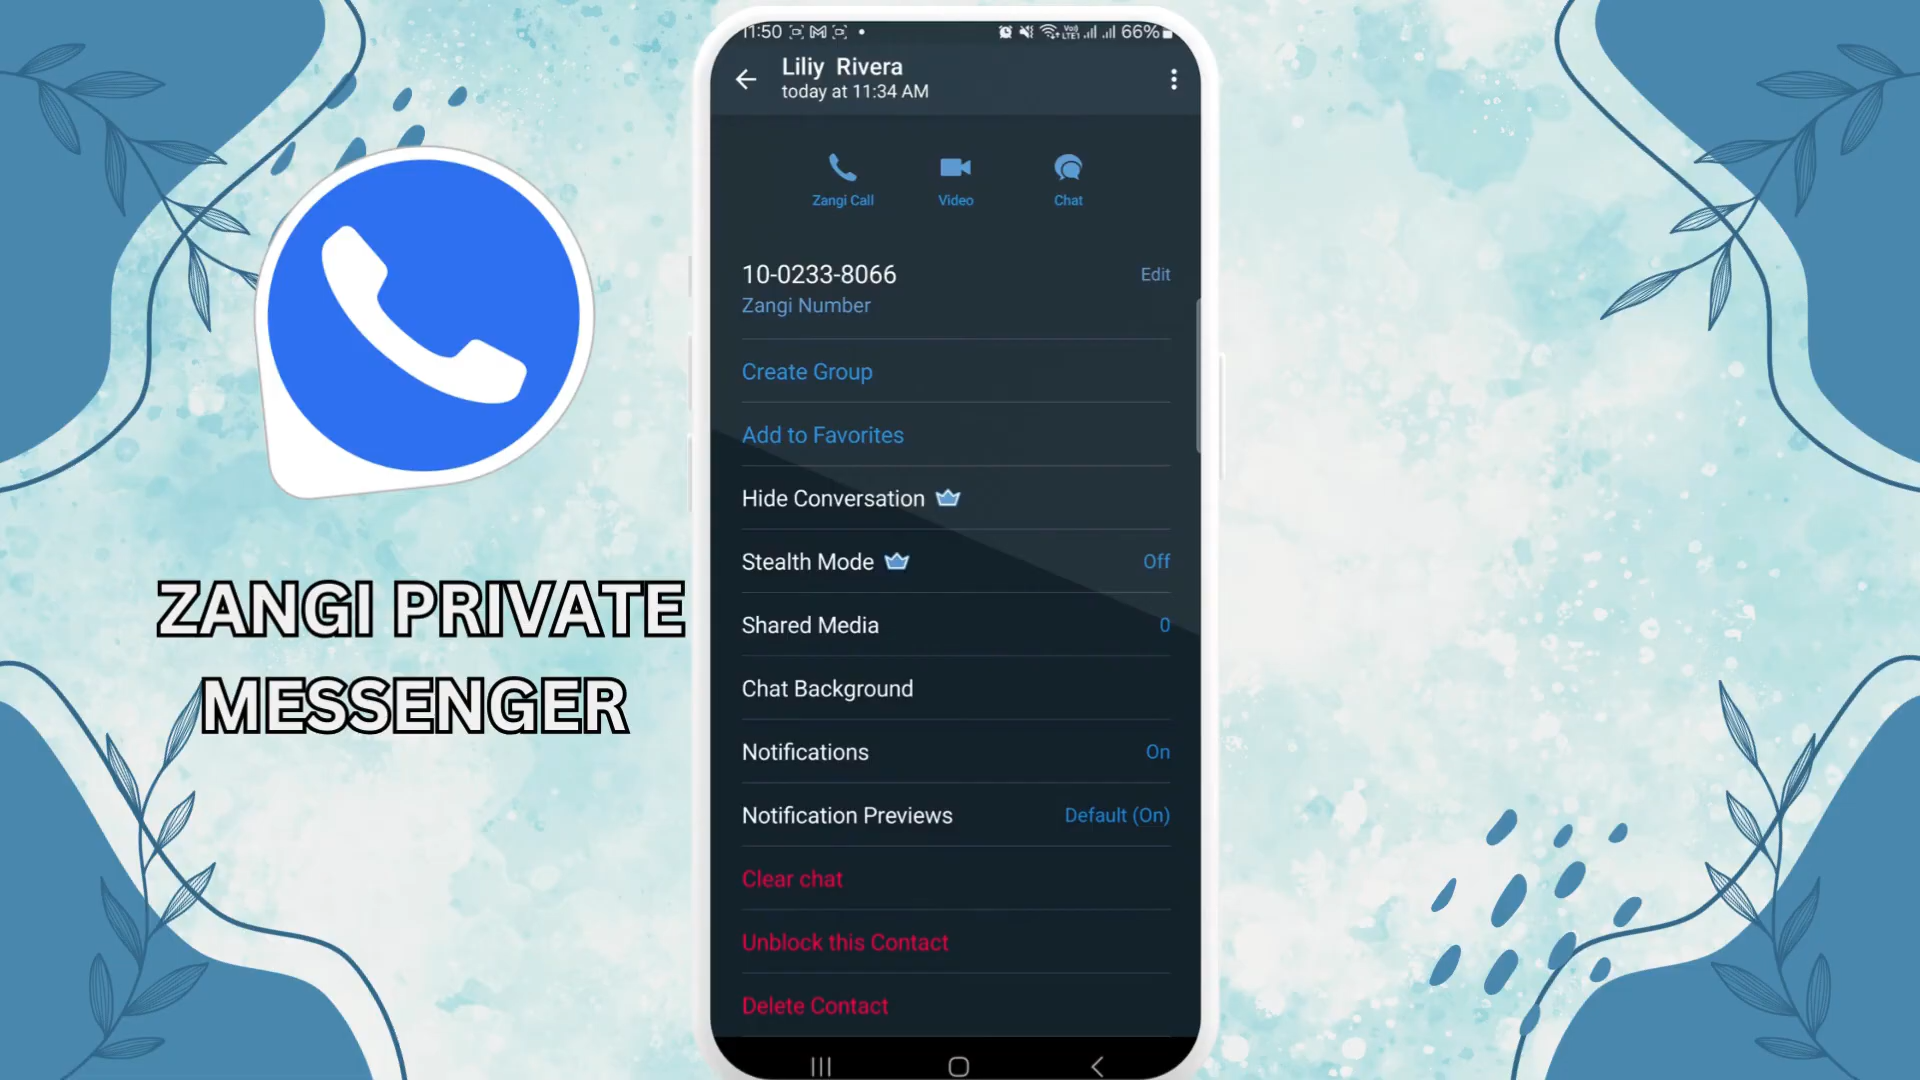 11:50
66%
Liliy Rivera
today at 11:34 AM
Zangi Call
Video
Chat
10-0233-8066
Edit
Zangi Number
Create Group
Add to Favorites
Hide Conversation
Stealth Mode
Off
Shared Media
0
Chat Background
Notifications
On
Notification Previews
Default (On)
Clear chat
Unblock this Contact
Delete Contact
ZANGI PRIVATE
MESSENGER